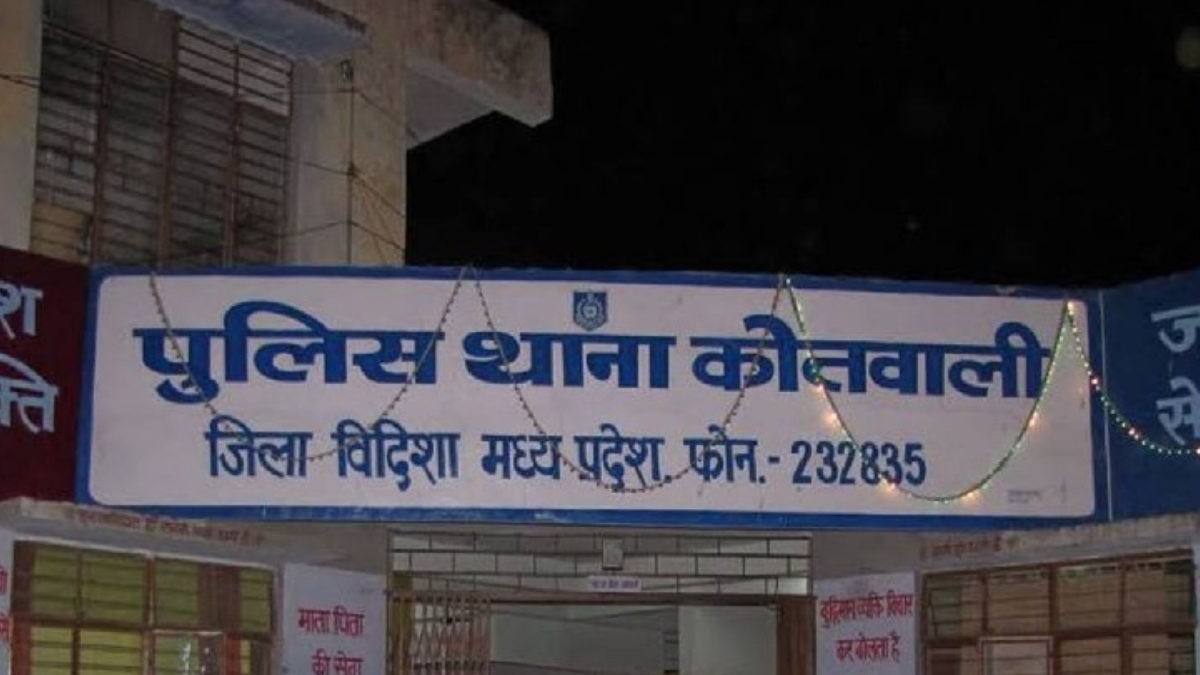 पुलिस थाना कोतवाली
जिला विदिशा मध्य प्रदेश. फोन.- 232835
माता पिता
की सेवा
बुद्धिमान व्यक्ति विचार
कर बोलता है